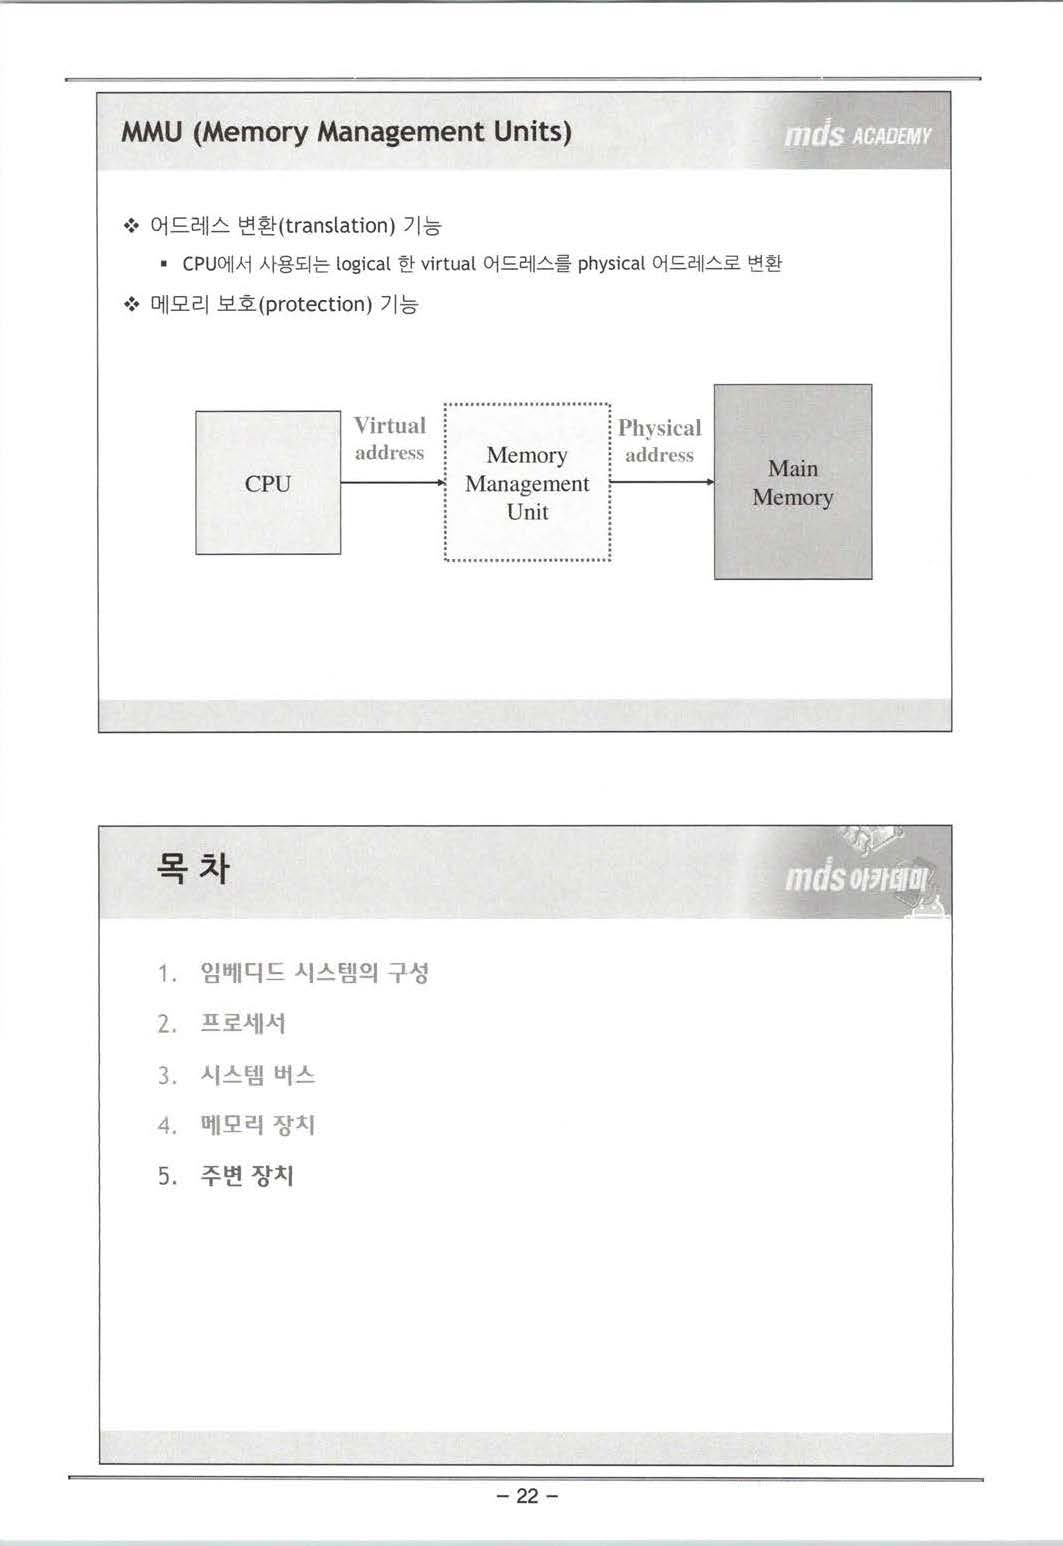 MMU (Memory Management Units)
mds ACADEMY
❖ 어드레스 변환(translation) 기능
▪ CPU에서 사용되는 logical 한 virtual 어드레스를 physical 어드레스로 변환
❖ 메모리 보호(protection) 기능
CPU
Virtual
address
Memory
Management
Unit
Physical
address
Main
Memory
목 차
mds 아카데미
1. 임베디드 시스템의 구성
2. 프로세서
3. 시스템 버스
4. 메모리 장치
5. 주변 장치
- 22 -